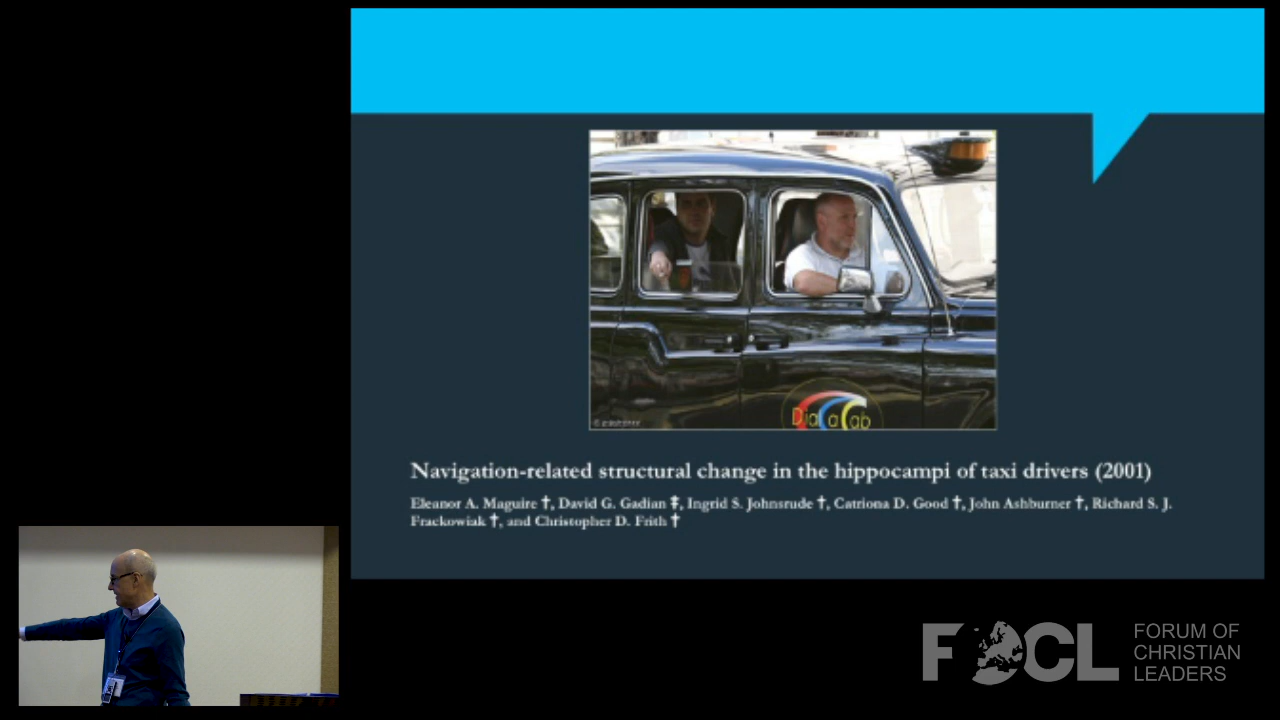 Dial a Cab
Navigation-related structural change in the hippocampi of taxi drivers (2001)
Eleanor A. Maguire †, David G. Gadian ‡, Ingrid S. Johnsrude †, Catriona D. Good †, John Ashburner †, Richard S. J.
Frackowiak †, and Christopher D. Frith †
FOCL
FORUM OF
CHRISTIAN
LEADERS